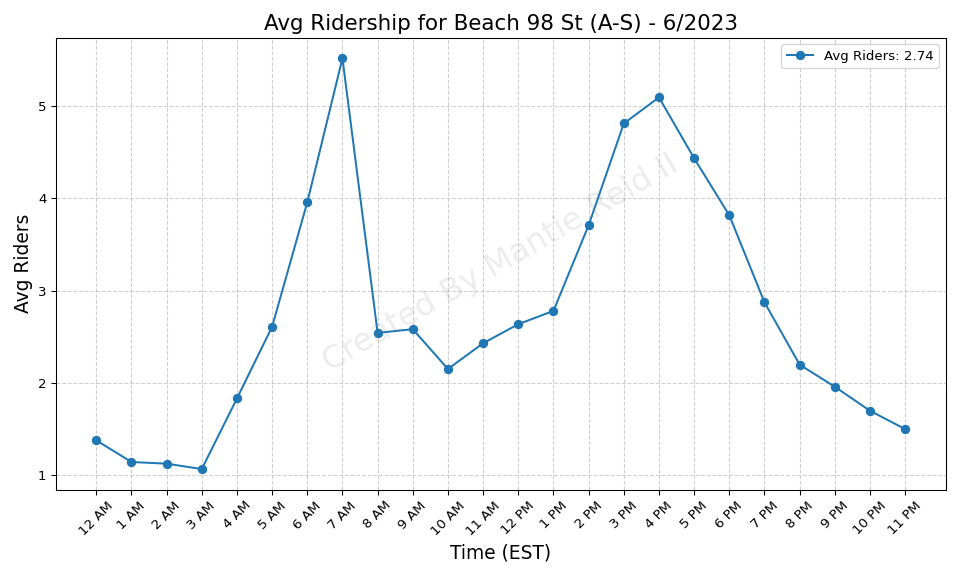 Avg Ridership for Beach 98 St (A-S) - 6/2023
Avg Riders: 2.74
5
4
3
2
1
Avg Riders
Created By Mantie Reid II
12 AM 1 AM 2 AM 3 AM 4 AM 5 AM 6 AM 7 AM 8 AM 9 AM 10 AM 11 AM 12 PM 1 PM 2 PM 3 PM 4 PM 5 PM 6 PM 7 PM 8 PM 9 PM 10 PM 11 PM
Time (EST)